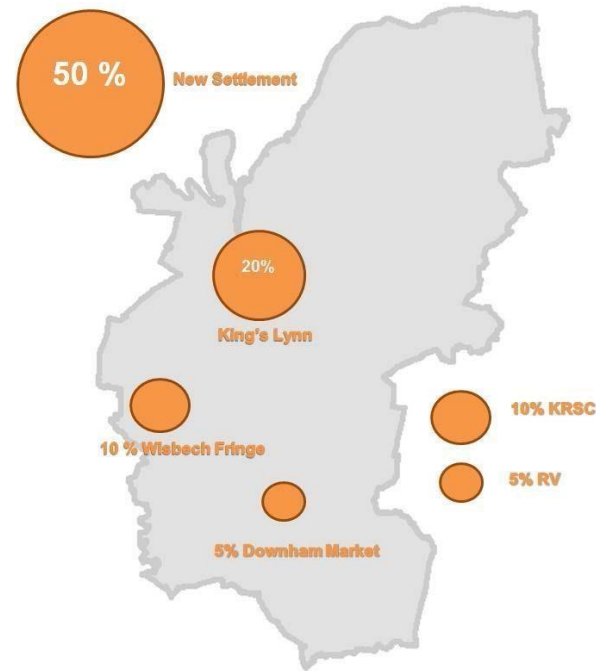 50 %
New Settlement
20%
King's Lynn
10% KRSC
10 % Wisbech Fringe
5% RV
5% Downham Market